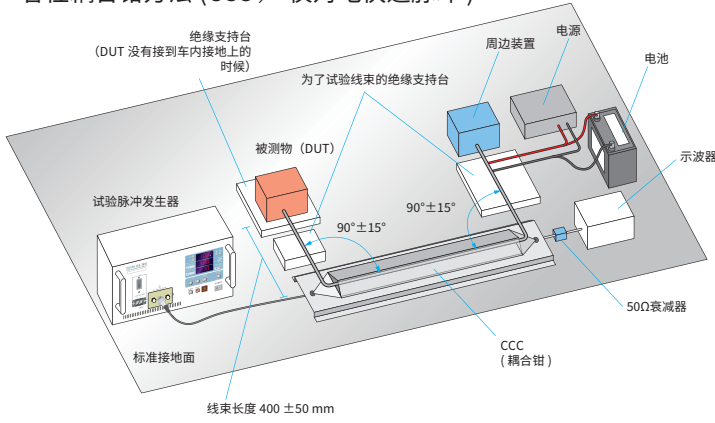 绝缘支持台
（DUT 没有接到车内接地上的
时候）
为了试验线束的绝缘支持台
周边装置
电源
电池
被测物（DUT）
示波器
试验脉冲发生器
90°±15°
90°±15°
50Ω衰减器
标准接地面
CCC
( 耦合钳 )
线束长度 400 ±50 mm